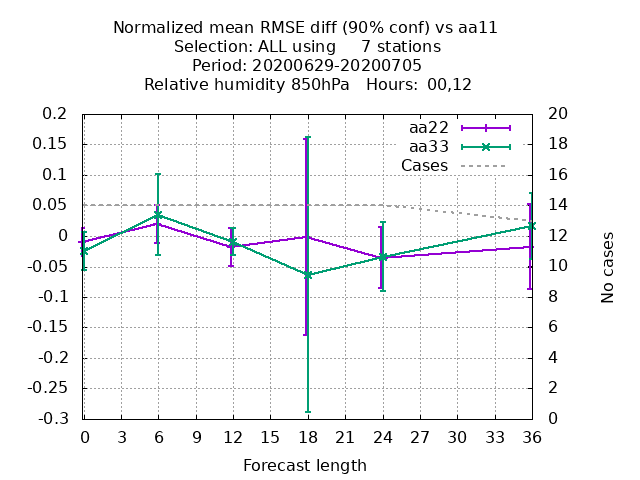 Normalized mean RMSE diff (90% conf) vs aa11
Selection: ALL using     7 stations
Period: 20200629-20200705
Relative humidity 850hPa   Hours: 00,12
aa22
aa33
Cases
0.2
0.15
0.1
0.05
0
-0.05
-0.1
-0.15
-0.2
-0.25
-0.3
20
18
16
14
12
10
8
6
4
2
0
No cases
0 3 6 9 12 15 18 21 24 27 30 33 36
Forecast length